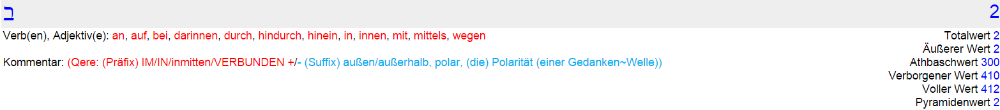 ב 2
Verb(en), Adjektiv(e): an, auf, bei, darinnen, durch, hindurch, hinein, in, innen, mit, mittels, wegen Totalwert 2
Äußerer Wert 2
Kommentar: (Qere: (Präfix) IM/IN/inmitten/VERBUNDEN +/- (Suffix) außen/außerhalb, polar, (die) Polarität (einer Gedanken~Welle)) Athbaschwert 300
Verborgener Wert 410
Voller Wert 412
Pyramidenwert 2